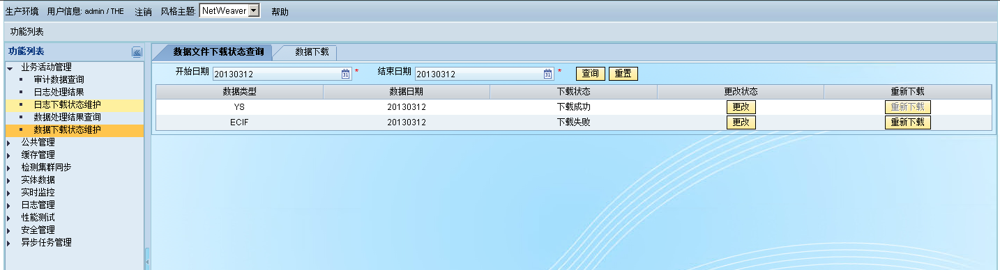 生产环境 用户信息: admin / THE 注销 风格主题: NetWeaver 帮助
功能列表
功能列表
业务活动管理
审计数据查询
日志处理结果
日志下载状态维护
数据处理结果查询
数据下载状态维护
公共管理
缓存管理
检测集群同步
实体数据
实时监控
日志管理
性能测试
安全管理
异步任务管理
数据文件下载状态查询 数据下载
开始日期 20130312 * 结束日期 20130312 * 查询 重置
数据类型 数据日期 下载状态 更改状态 重新下载
YS 20130312 下载成功 更改 重新下载
ECIF 20130312 下载失败 更改 重新下载